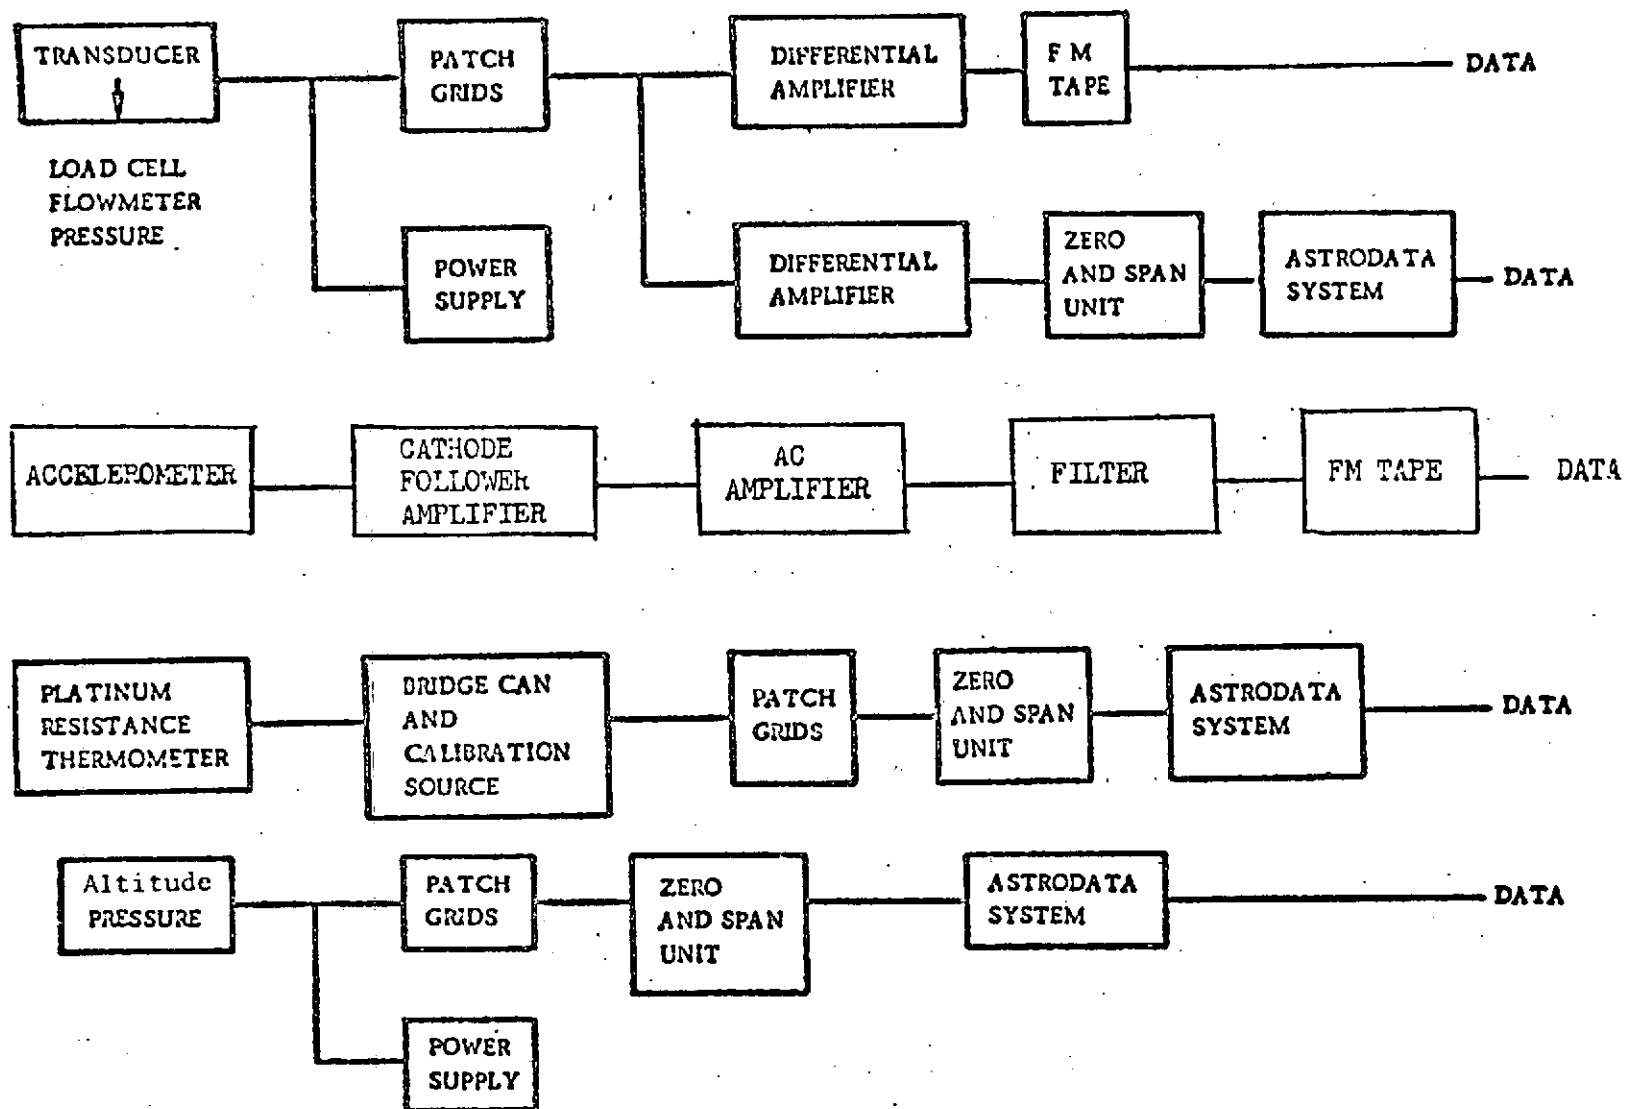 TRANSDUCER
LOAD CELL
FLOWMETER
PRESSURE
PATCH
GRIDS
POWER
SUPPLY
DIFFERENTIAL
AMPLIFIER
F M
TAPE
DATA
DIFFERENTIAL
AMPLIFIER
ZERO
AND SPAN
UNIT
ASTRODATA
SYSTEM
DATA
ACCELEROMETER
CATHODE
FOLLOWER
AMPLIFIER
AC
AMPLIFIER
FILTER
FM TAPE
DATA
PLATINUM
RESISTANCE
THERMOMETER
BRIDGE CAN
AND
CALIBRATION
SOURCE
PATCH
GRIDS
ZERO
AND SPAN
UNIT
ASTRODATA
SYSTEM
DATA
Altitude
PRESSURE
PATCH
GRIDS
POWER
SUPPLY
ZERO
AND SPAN
UNIT
ASTRODATA
SYSTEM
DATA